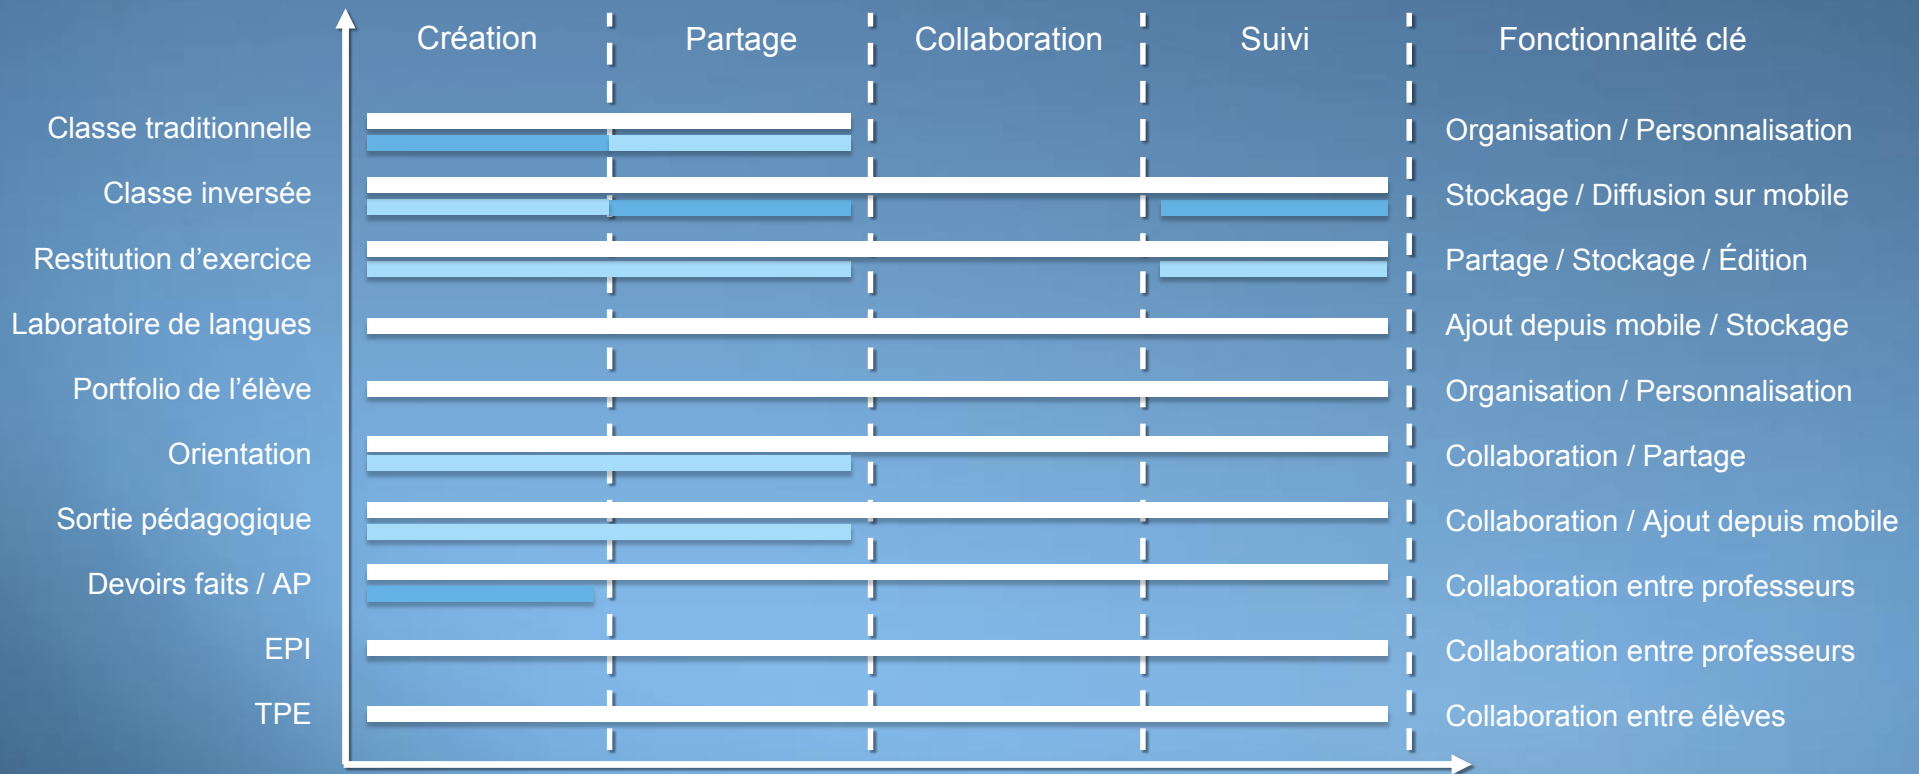 Création Partage Collaboration Suivi Fonctionnalité clé
Classe traditionnelle Organisation / Personnalisation
Classe inversée Stockage / Diffusion sur mobile
Restitution d’exercice Partage / Stockage / Édition
Laboratoire de langues Ajout depuis mobile / Stockage
Portfolio de l’élève Organisation / Personnalisation
Orientation Collaboration / Partage
Sortie pédagogique Collaboration / Ajout depuis mobile
Devoirs faits / AP Collaboration entre professeurs
EPI Collaboration entre professeurs
TPE Collaboration entre élèves